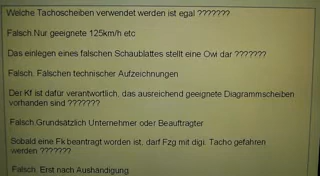 Welche Tachoscheiben verwendet werden ist egal ???????
Falsch.Nur geeignete 125km/h etc
Das einlegen eines falschen Schaublattes stellt eine Owi dar ???????
Falsch. Falschen technischer Aufzeichnungen
Der Kf ist dafür verantwortlich, das ausreichend geeignete Diagrammscheiben
vorhanden sind ???????
Falsch.Grundsätzlich Unternehmer oder Beauftragter
Sobald eine Fk beantragt worden ist, darf Fzg mit digi. Tacho gefahren
werden ???????
Falsch. Erst nach Aushändigung